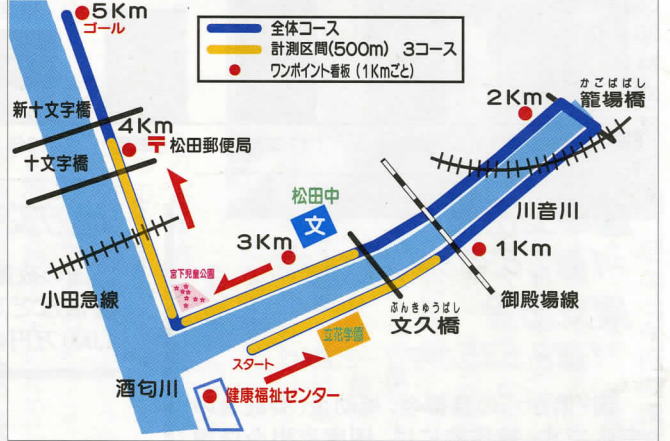 5Km
ゴール
全体コース
計測区間(500m) 3コース
ワンポイント看板(1Kmごと)
かごばばし
籠場橋
2Km
新十文字橋
4Km
〒松田郵便局
十文字橋
松田中
文
川音川
3Km
1Km
宮下児童公園
小田急線
御殿場線
ぶんきゅうばし
文久橋
立花学園
スタート
酒匂川
健康福祉センター